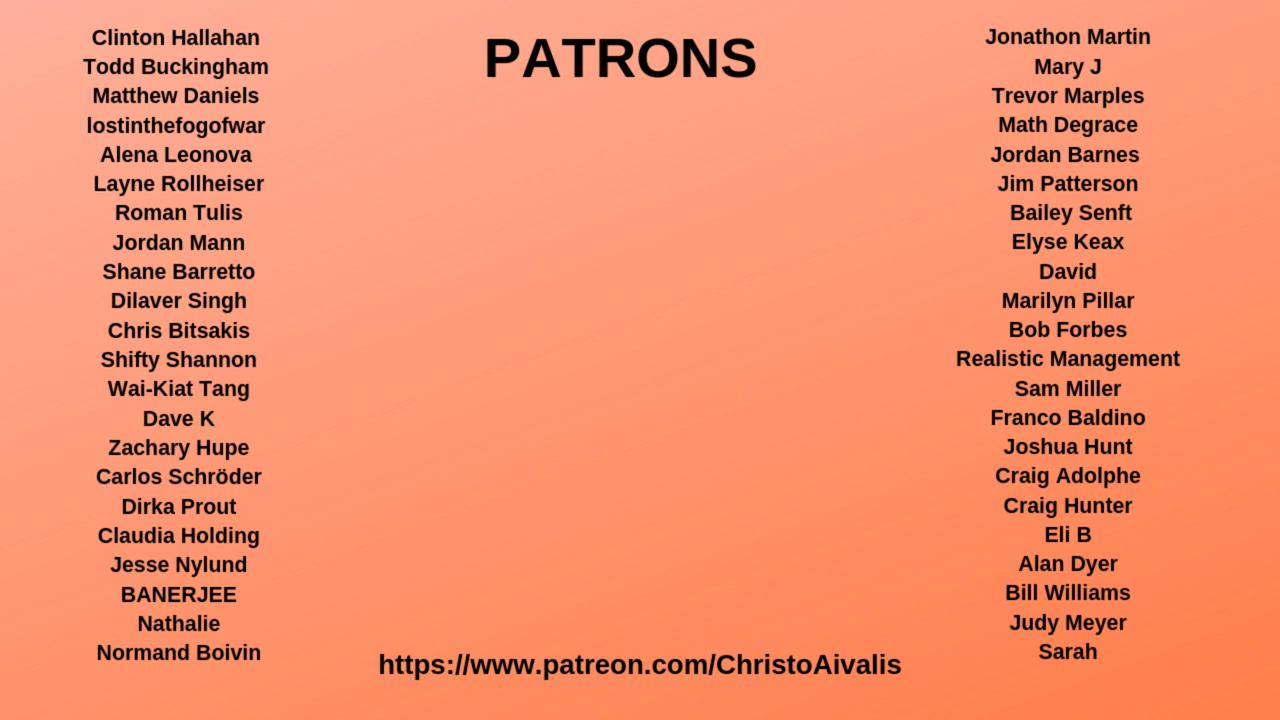 PATRONS
Clinton Hallahan
Todd Buckingham
Matthew Daniels
lostinthefogofwar
Alena Leonova
Layne Rollheiser
Roman Tulis
Jordan Mann
Shane Barretto
Dilaver Singh
Chris Bitsakis
Shifty Shannon
Wai-Kiat Tang
Dave K
Zachary Hupe
Carlos Schröder
Dirka Prout
Claudia Holding
Jesse Nylund
BANERJEE
Nathalie
Normand Boivin
Jonathon Martin
Mary J
Trevor Marples
Math Degrace
Jordan Barnes
Jim Patterson
Bailey Senft
Elyse Keax
David
Marilyn Pillar
Bob Forbes
Realistic Management
Sam Miller
Franco Baldino
Joshua Hunt
Craig Adolphe
Craig Hunter
Eli B
Alan Dyer
Bill Williams
Judy Meyer
Sarah
https://www.patreon.com/ChristoAivalis